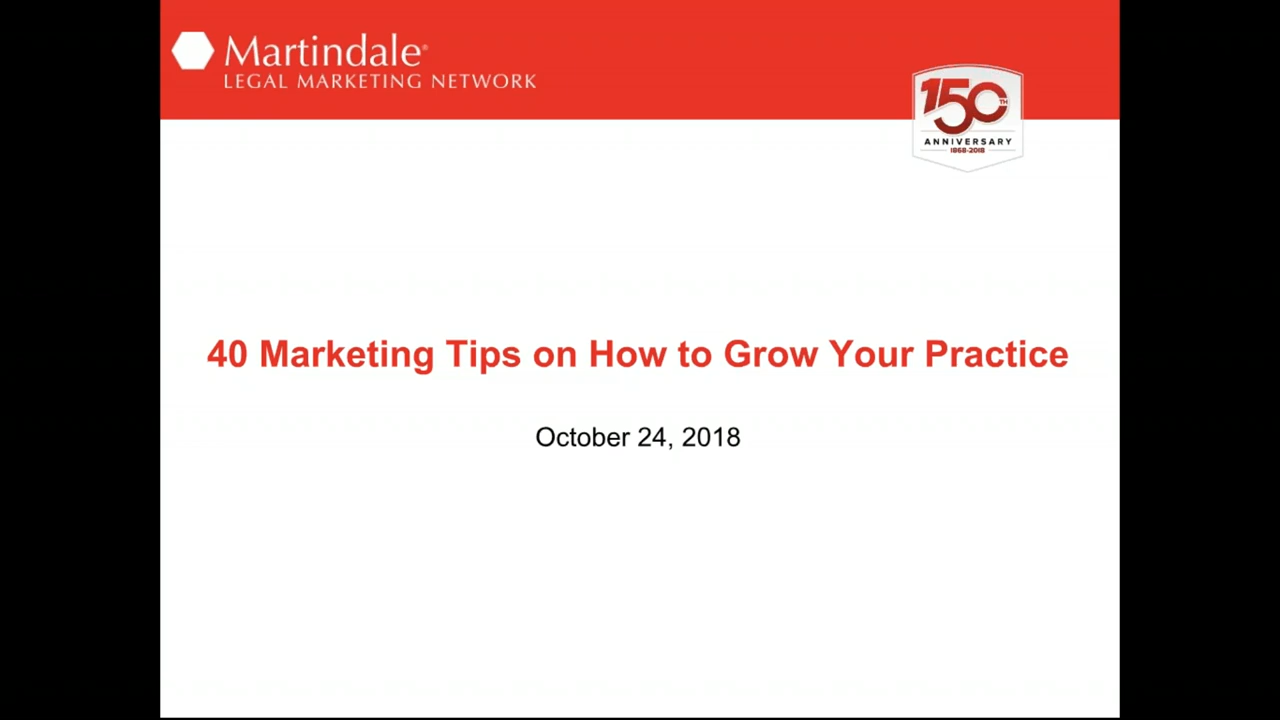 Martindale®
LEGAL MARKETING NETWORK
150TH
ANNIVERSARY
1868-2018
40 Marketing Tips on How to Grow Your Practice
October 24, 2018